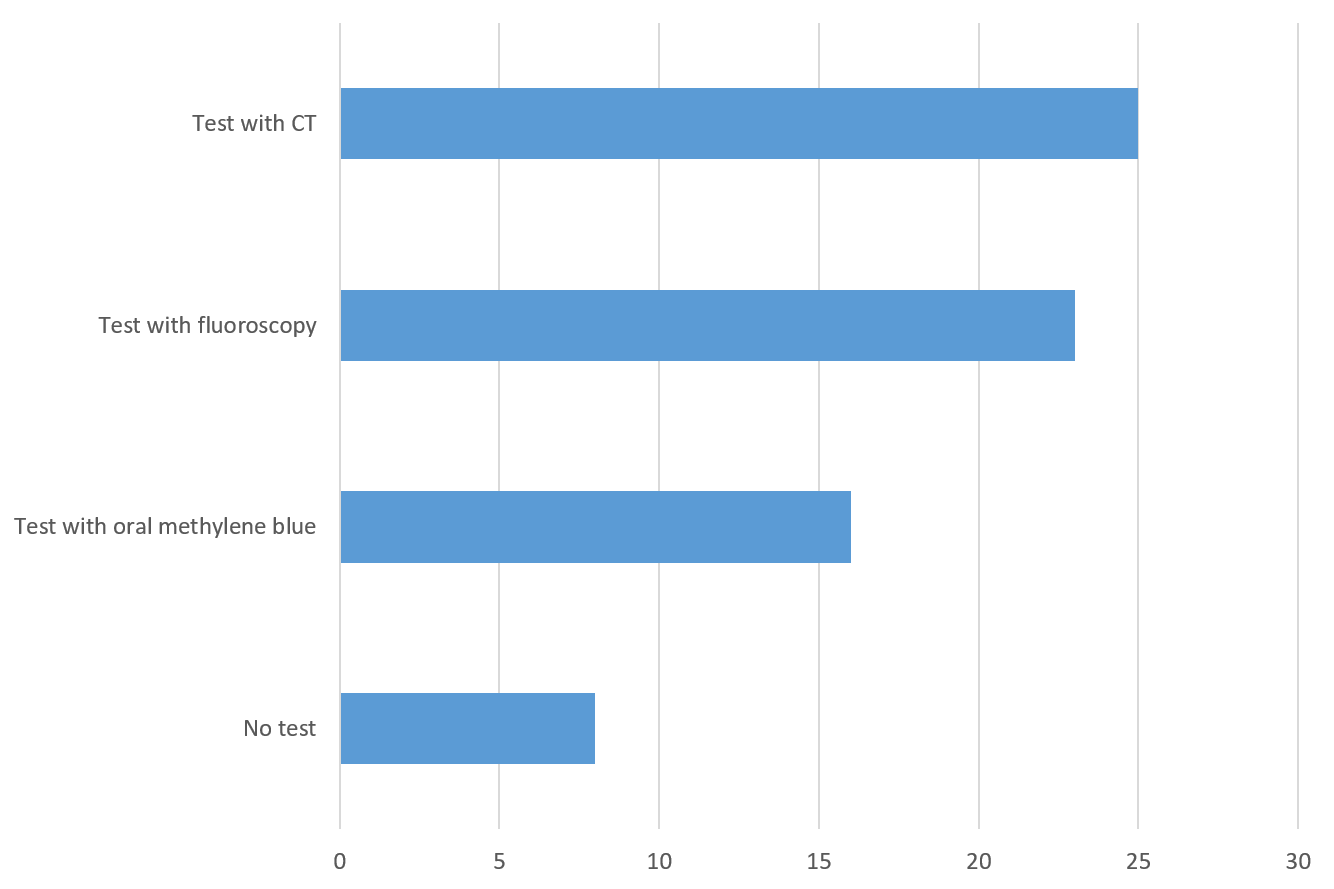 Test with CT
Test with fluoroscopy
Test with oral methylene blue
No test
0 5 10 15 20 25 30